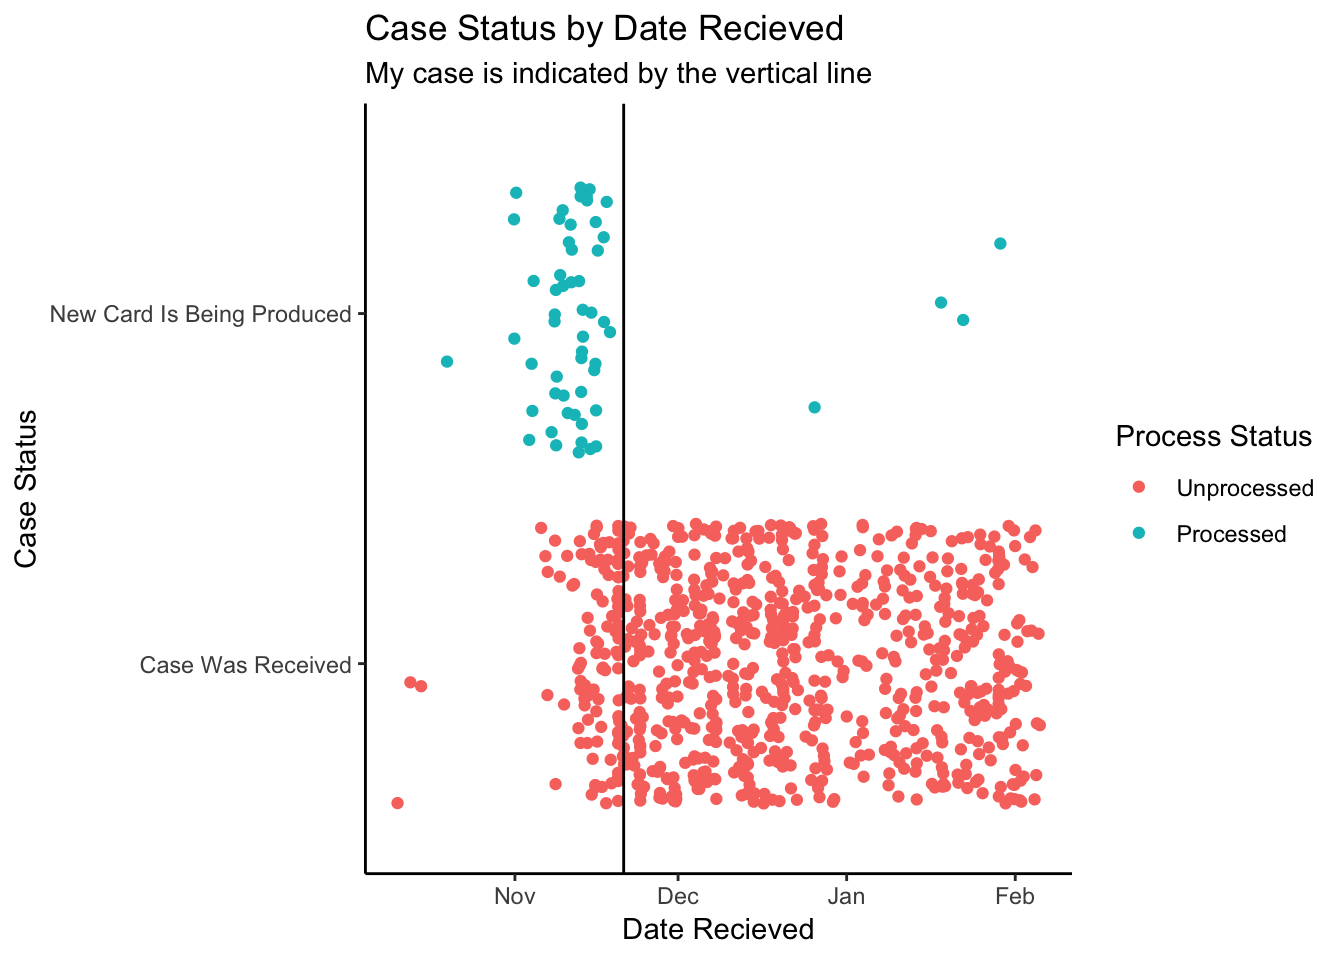 Case Status by Date Recieved
My case is indicated by the vertical line
New Card Is Being Produced
Case Was Received
Case Status
Nov
Dec
Jan
Feb
Date Recieved
Process Status
Unprocessed
Processed